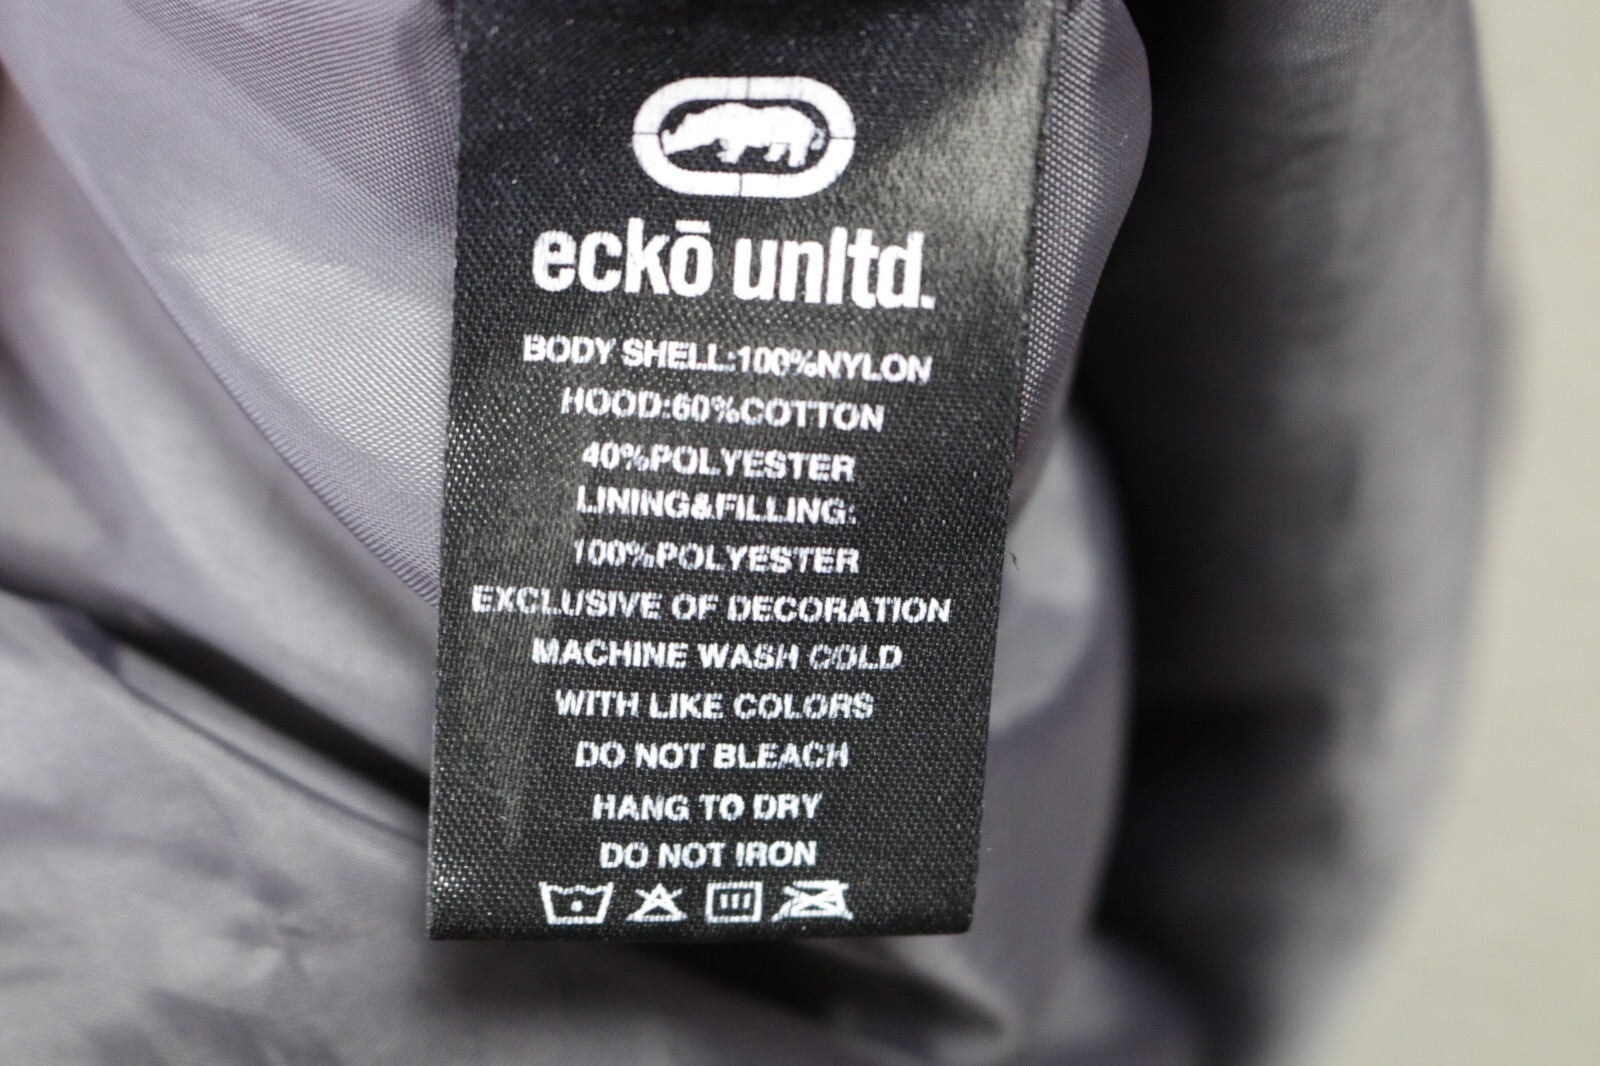 eckō unltd.
BODY SHELL:100%NYLON
HOOD:60%COTTON
40%POLYESTER
LINING&FILLING:
100%POLYESTER
EXCLUSIVE OF DECORATION
MACHINE WASH COLD
WITH LIKE COLORS
DO NOT BLEACH
HANG TO DRY
DO NOT IRON